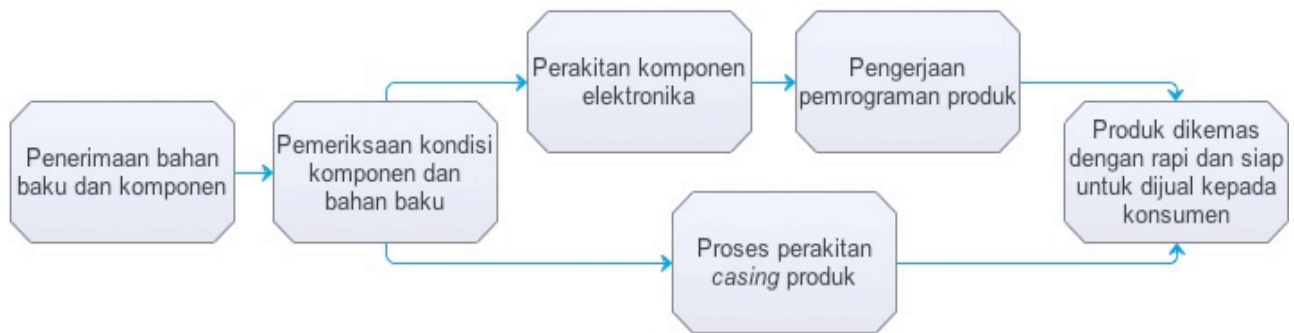 Penerimaan bahan
baku dan komponen
Pemeriksaan kondisi
komponen dan
bahan baku
Perakitan komponen
elektronika
Pengerjaan
pemrograman produk
Proses perakitan
casing produk
Produk dikemas
dengan rapi dan siap
untuk dijual kepada
konsumen